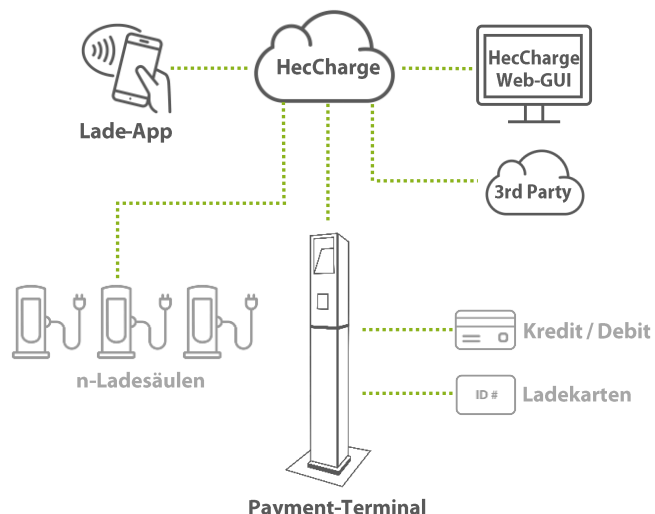 HecCharge
HecCharge
Web-GUI
Lade-App
3rd Party
Kredit / Debit
n-Ladesäulen
ID #
Ladekarten
Payment-Terminal